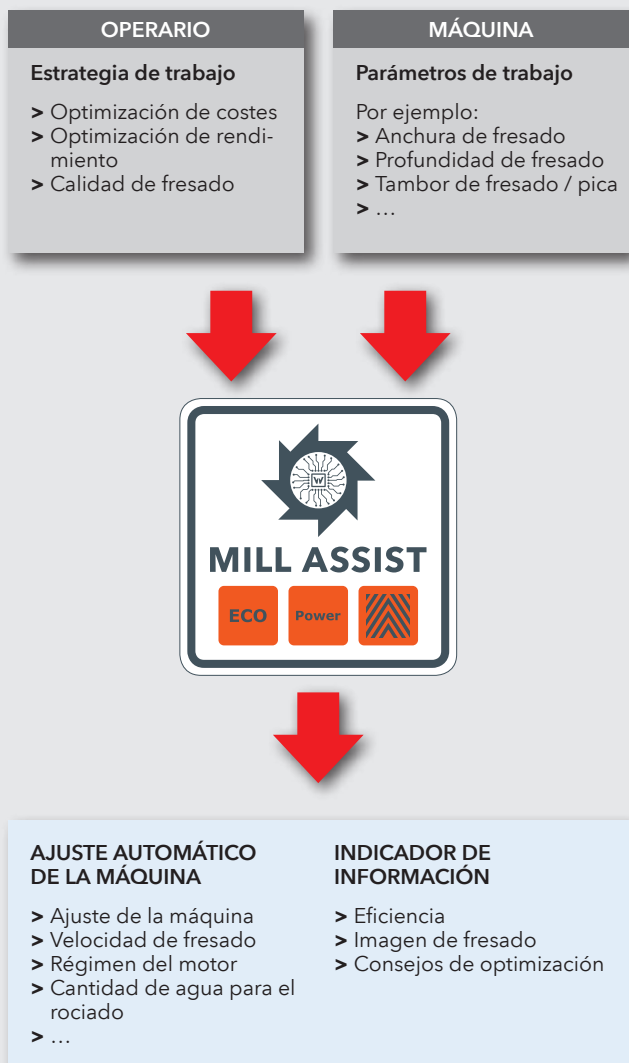 OPERARIO
Estrategia de trabajo
> Optimización de costes
> Optimización de rendi-
miento
> Calidad de fresado
MÁQUINA
Parámetros de trabajo
Por ejemplo:
> Anchura de fresado
> Profundidad de fresado
> Tambor de fresado / pica
> …
W
MILL ASSIST
ECO
Power
AJUSTE AUTOMÁTICO
DE LA MÁQUINA
> Ajuste de la máquina
> Velocidad de fresado
> Régimen del motor
> Cantidad de agua para el
rociado
> …
INDICADOR DE
INFORMACIÓN
> Eficiencia
> Imagen de fresado
> Consejos de optimización